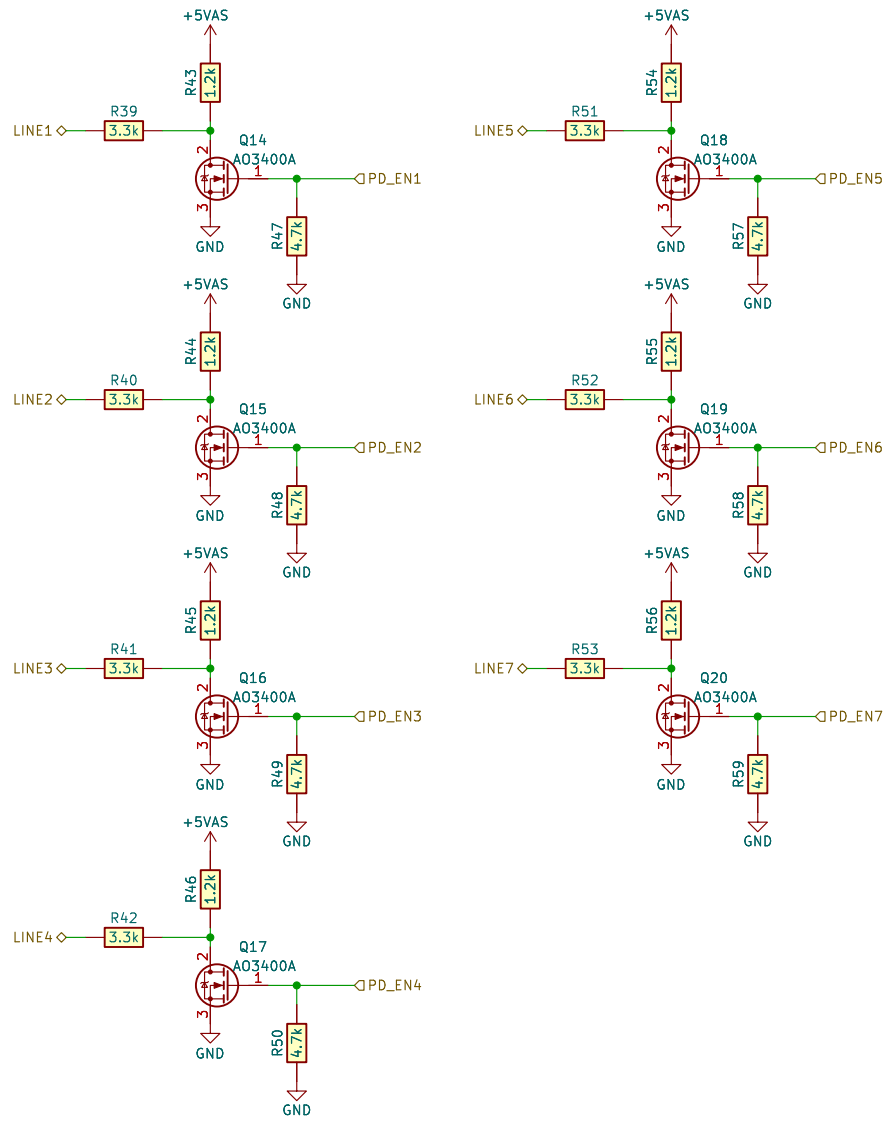 +5VAS
R43
1.2k
R39
LINE1
3.3k
Q14
AO3400A
2
1
PD_EN1
3
R47
4.7k
GND
GND
+5VAS
R54
1.2k
R51
LINE5
3.3k
Q18
AO3400A
2
1
PD_EN5
3
R57
4.7k
GND
GND
+5VAS
R44
1.2k
R40
LINE2
3.3k
Q15
AO3400A
2
1
PD_EN2
3
R48
4.7k
GND
GND
+5VAS
R55
1.2k
R52
LINE6
3.3k
Q19
AO3400A
2
1
PD_EN6
3
R58
4.7k
GND
GND
+5VAS
R45
1.2k
R41
LINE3
3.3k
Q16
AO3400A
2
1
PD_EN3
3
R49
4.7k
GND
GND
+5VAS
R56
1.2k
R53
LINE7
3.3k
Q20
AO3400A
2
1
PD_EN7
3
R59
4.7k
GND
GND
+5VAS
R46
1.2k
R42
LINE4
3.3k
Q17
AO3400A
2
1
PD_EN4
3
R50
4.7k
GND
GND